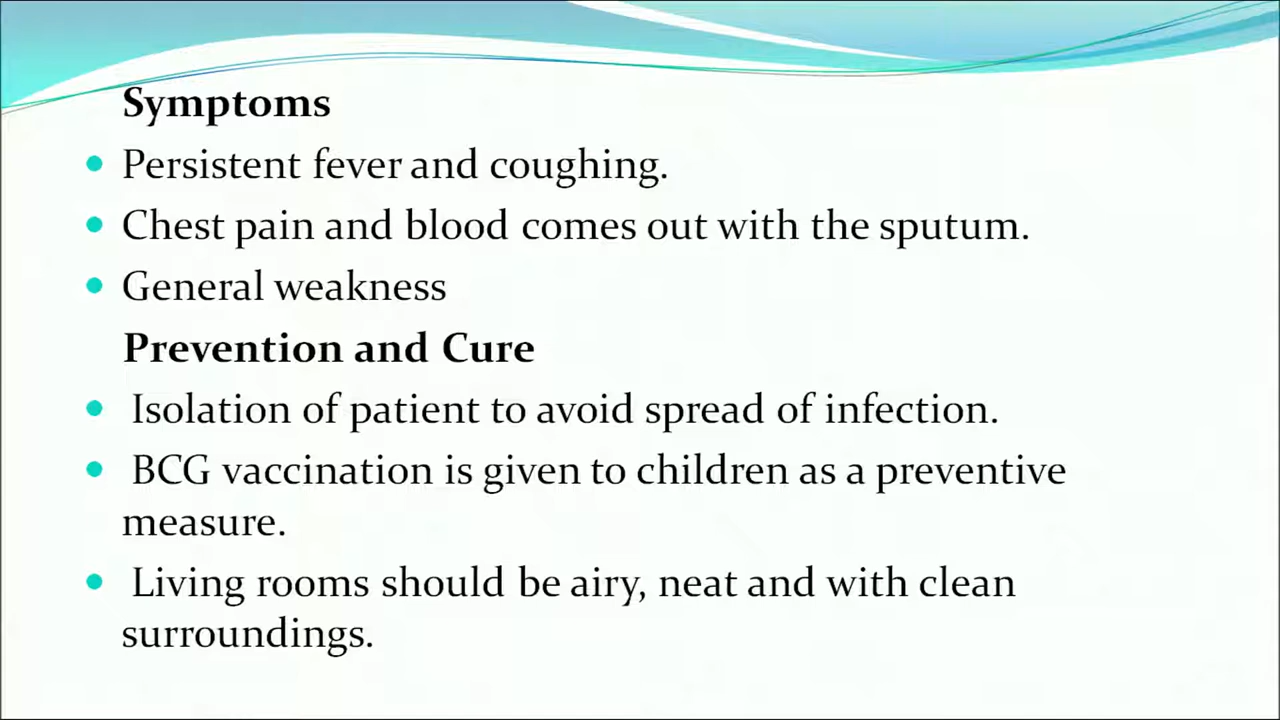 Symptoms
Persistent fever and coughing.
Chest pain and blood comes out with the sputum.
General weakness
Prevention and Cure
Isolation of patient to avoid spread of infection.
BCG vaccination is given to children as a preventive
measure.
Living rooms should be airy, neat and with clean
surroundings.